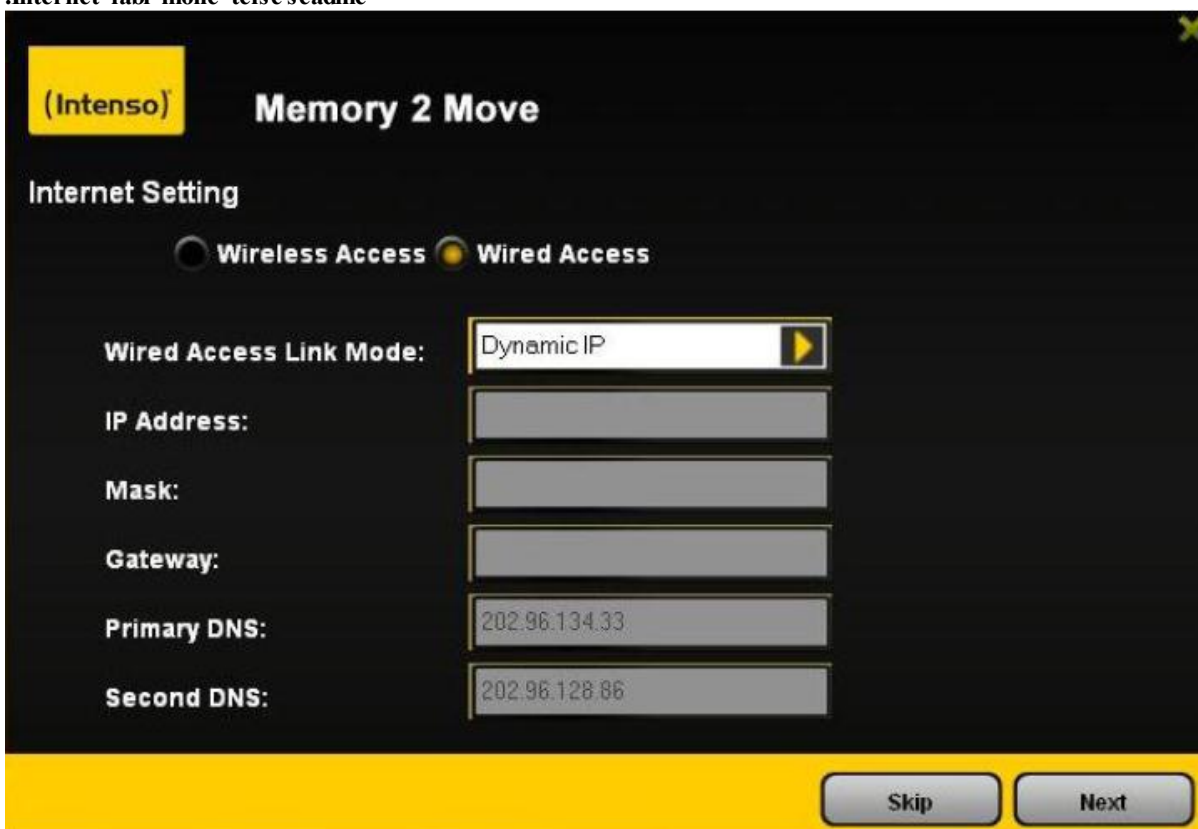 (Intenso)
Memory 2 Move
Internet Setting
Wireless Access Wired Access
Wired Access Link Mode: Dynamic IP
IP Address:
Mask:
Gateway:
Primary DNS: 202.96.134.33
Second DNS: 202.96.128.86
Skip Next